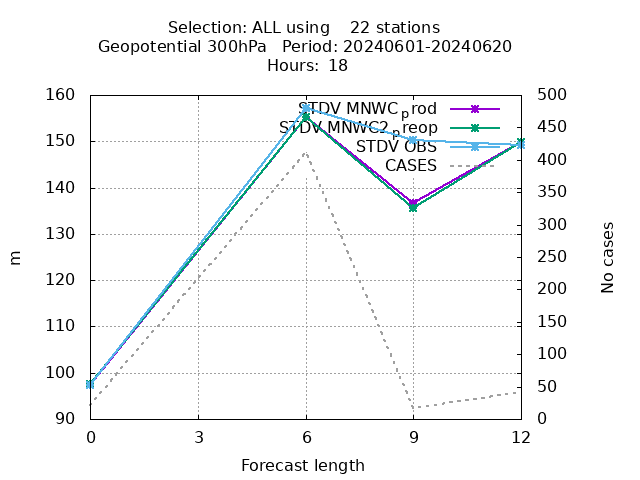 Selection: ALL using 22 stations
Geopotential 300hPa Period: 20240601-20240620
Hours: 18
160 500
STDV MNWC_prod
450
STDV MNWC2_preop
150
STDV OBS
400
CASES
140 350
300
130
250
m No cases
120 200
110 150
100 100
50
90 0
0 3 6 9 12
Forecast length